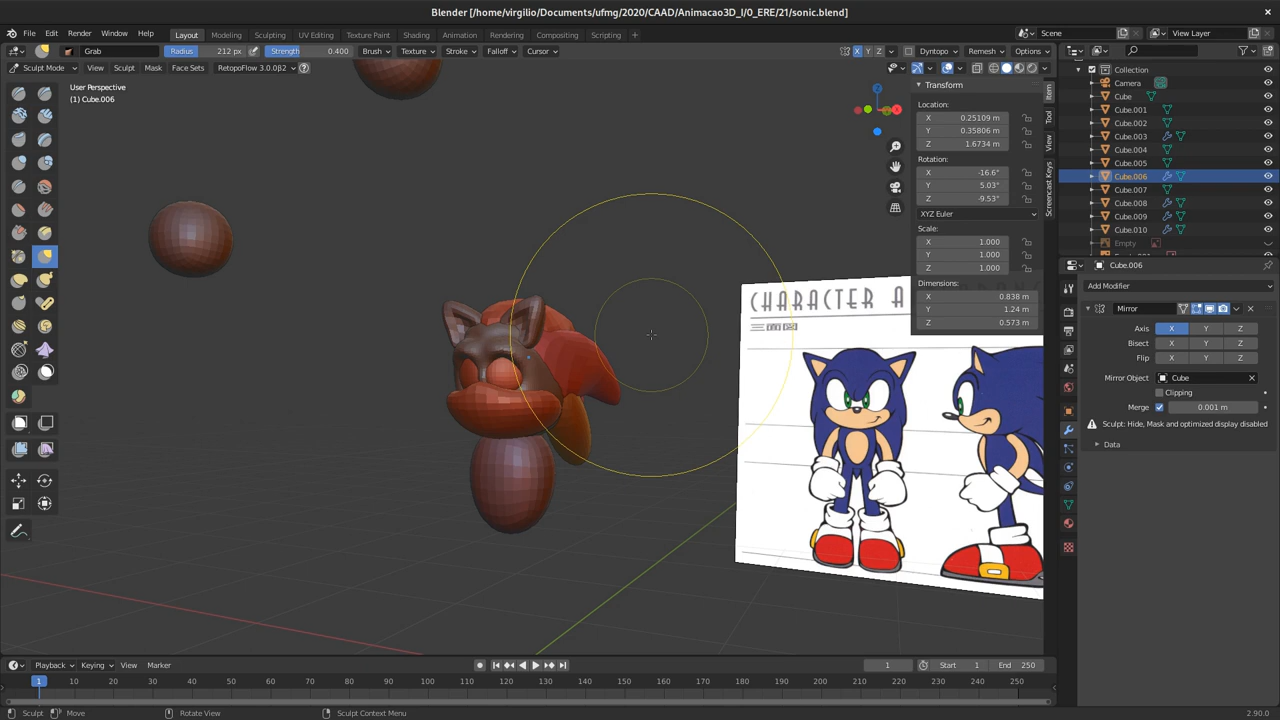 Blender [/home/virgilio/Documents/ufmg/2020/CAAD/Animacao3D_I/0_ERE/21/sonic.blend]
File Edit Render Window Help Layout Modeling Sculpting UV Editing Texture Paint Shading Animation Rendering Compositing Scripting Scene View Layer
Grab Radius 212 px Strength 0.400 Brush Texture Stroke Falloff Cursor X Y Z Dyntopo Remesh Options
Sculpt Mode View Sculpt Mask Face Sets RetopoFlow 3.0.0β2
User Perspective
(1) Cube.006
Z
X
Y
Transform
Location:
X 0.25109 m
Y 0.35806 m
Z 1.6734 m
Rotation:
X -16.6°
Y 5.03°
Z -9.53°
XYZ Euler
Scale:
X 1.000
Y 1.000
Z 1.000
Dimensions:
X 0.838 m
Y 1.24 m
Z 0.573 m
Item
Tool
View
Screencast Keys
CHARACTER A
Collection
Camera
Cube
Cube.001
Cube.002
Cube.003
Cube.004
Cube.005
Cube.006
Cube.007
Cube.008
Cube.009
Cube.010
Empty
Cube.006
Add Modifier
Mirror
Axis X Y Z
Bisect X Y Z
Flip X Y Z
Mirror Object Cube
Clipping
Merge 0.001 m
Sculpt: Hide, Mask and optimized display disabled
Data
Playback Keying View Marker 1 Start 1 End 250
1 10 20 30 40 50 60 70 80 90 100 110 120 130 140 150 160 170 180 190 200 210 220 230 240 250
Sculpt Move Rotate View Sculpt Context Menu 2.90.0